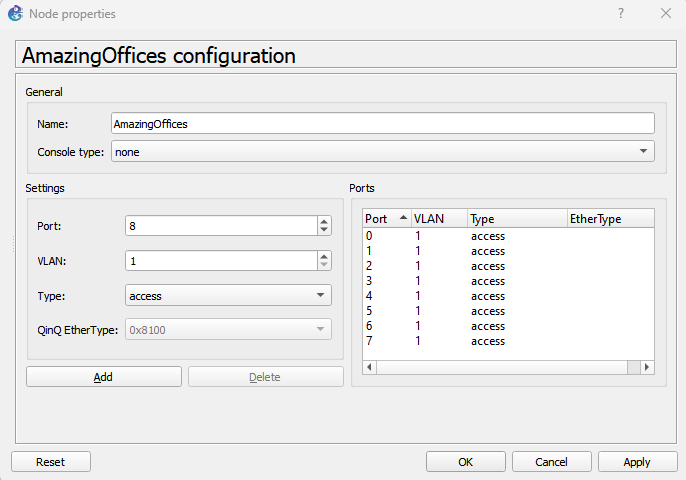 Node properties
?
AmazingOffices configuration
General
Name: AmazingOffices
Console type: none
Settings
Port: 8
VLAN: 1
Type: access
QinQ EtherType: 0x8100
Add Delete
Ports
Port VLAN Type EtherType
0 1 access
1 1 access
2 1 access
3 1 access
4 1 access
5 1 access
6 1 access
7 1 access
Reset OK Cancel Apply